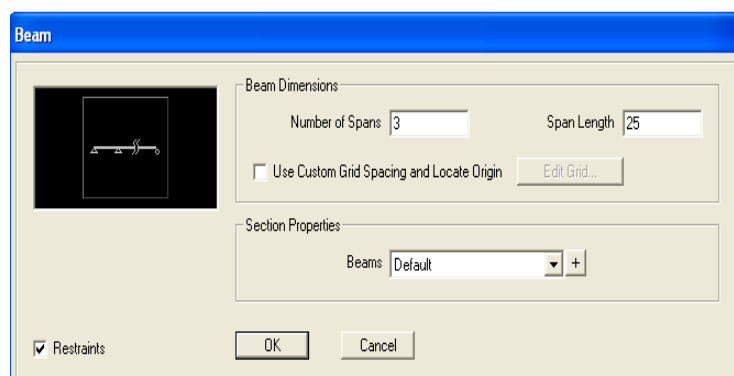 Beam
Beam Dimensions
Number of Spans 3 Span Length 25
Use Custom Grid Spacing and Locate Origin Edit Grid...
Section Properties
Beams Default +
Restraints OK Cancel